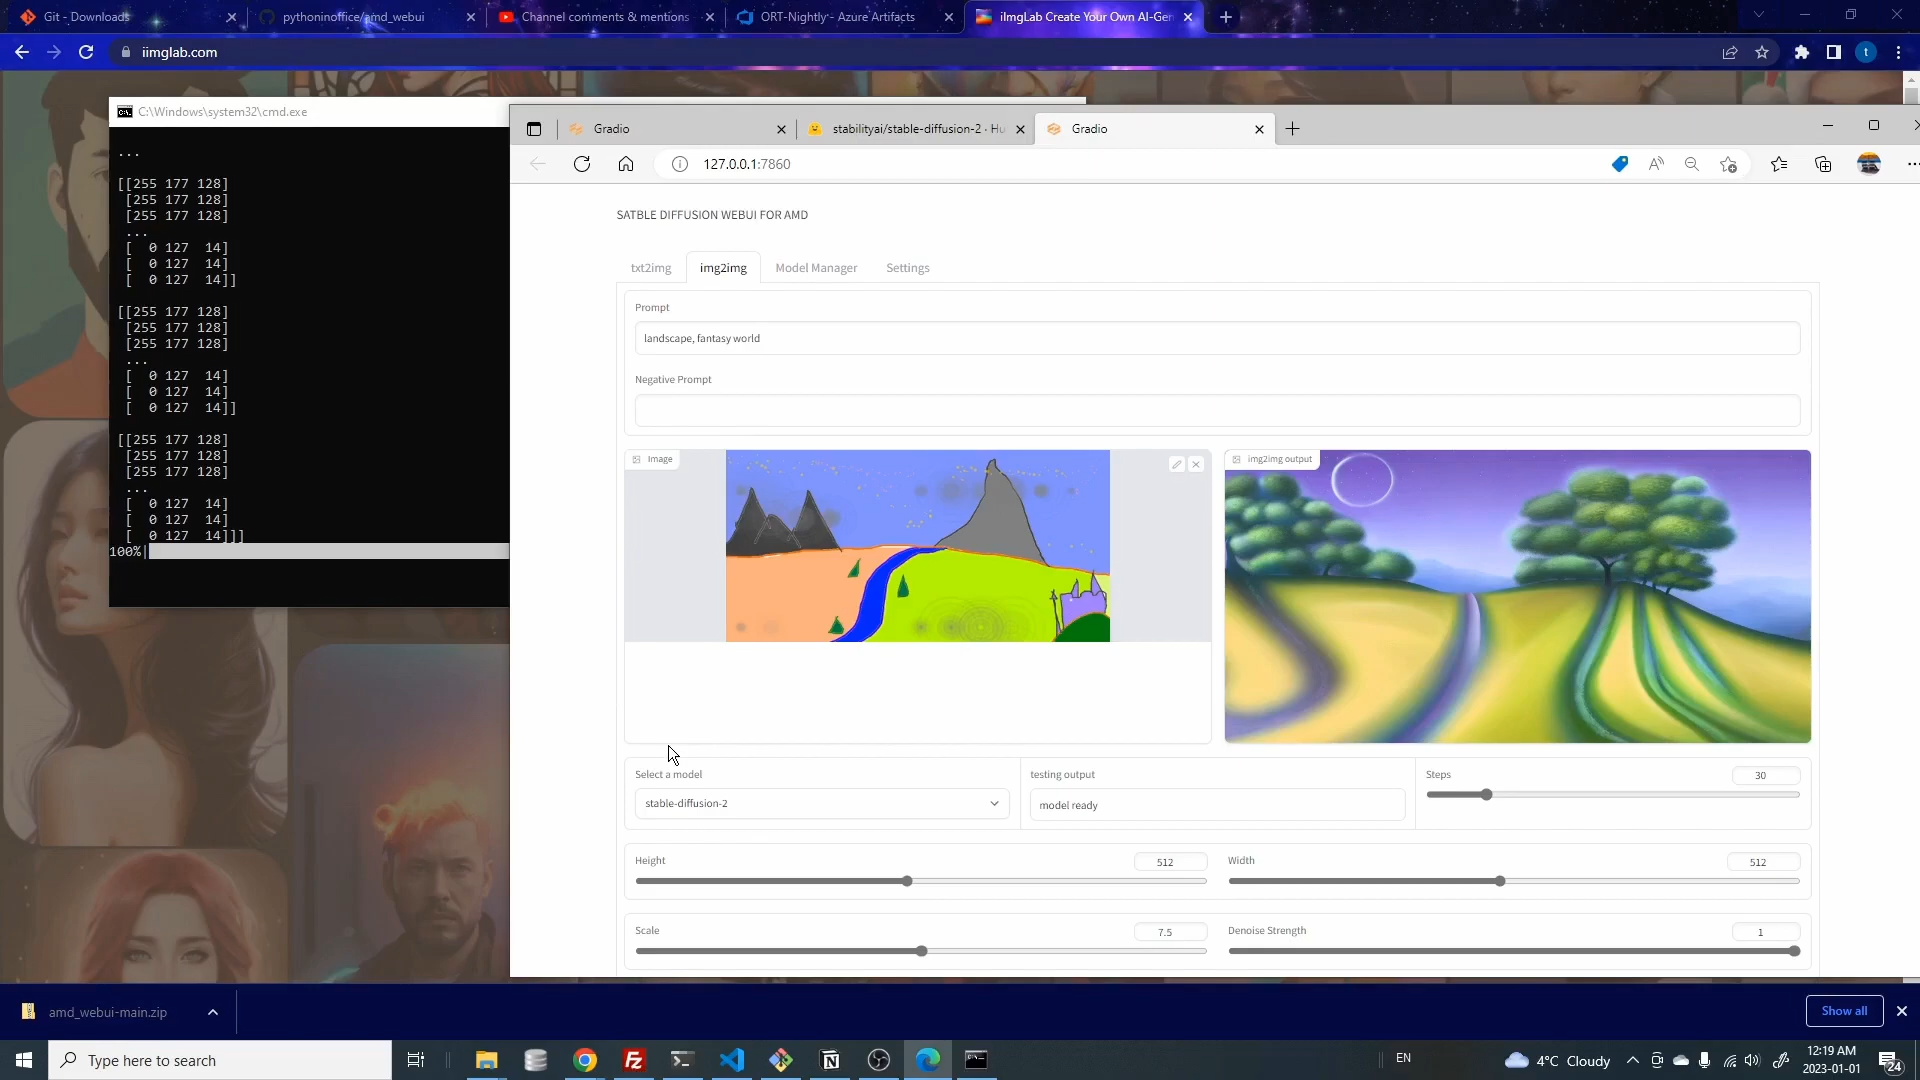 Git - Downloads
pythoninoffice/amd_webui
Channel comments & mentions
ORT-Nightly - Azure Artifacts
iImgLab Create Your Own AI-Gen
iimglab.com
t
C:\Windows\system32\cmd.exe
...
[[255 177 128]
[255 177 128]
[255 177 128]
...
[  0 127  14]
[  0 127  14]
[  0 127  14]]
[[255 177 128]
[255 177 128]
[255 177 128]
...
[  0 127  14]
[  0 127  14]
[  0 127  14]]
[[255 177 128]
[255 177 128]
[255 177 128]
...
[  0 127  14]
[  0 127  14]
[  0 127  14]]]
100%|
Gradio
stabilityai/stable-diffusion-2 · Hu
Gradio
127.0.0.1:7860
SATBLE DIFFUSION WEBUI FOR AMD
txt2img
img2img
Model Manager
Settings
Prompt
landscape, fantasy world
Negative Prompt
Image
img2img output
Select a model
stable-diffusion-2
testing output
model ready
Steps
30
Height
512
Width
512
Scale
7.5
Denoise Strength
1
amd_webui-main.zip
Show all
Type here to search
EN
4°C Cloudy
12:19 AM
2023-01-01
24